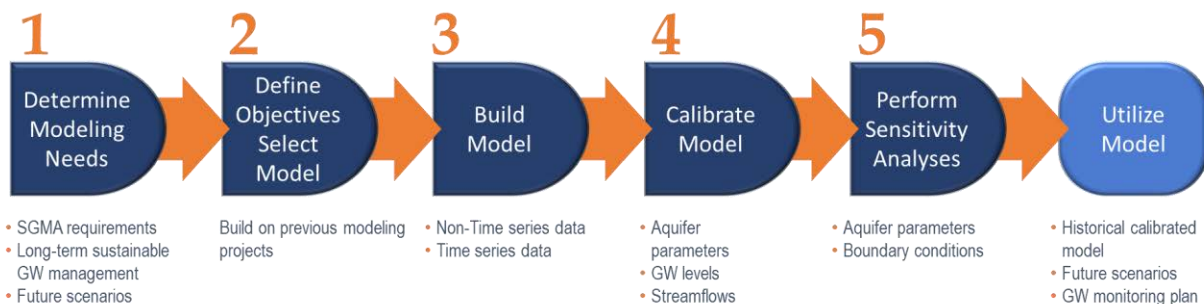 1
Determine
Modeling
Needs
• SGMA requirements
• Long-term sustainable
GW management
• Future scenarios
2
Define
Objectives
Select
Model
Build on previous modeling
projects
3
Build
Model
• Non-Time series data
• Time series data
4
Calibrate
Model
• Aquifer
parameters
• GW levels
• Streamflows
5
Perform
Sensitivity
Analyses
• Aquifer parameters
• Boundary conditions
Utilize
Model
• Historical calibrated
model
• Future scenarios
• GW monitoring plan